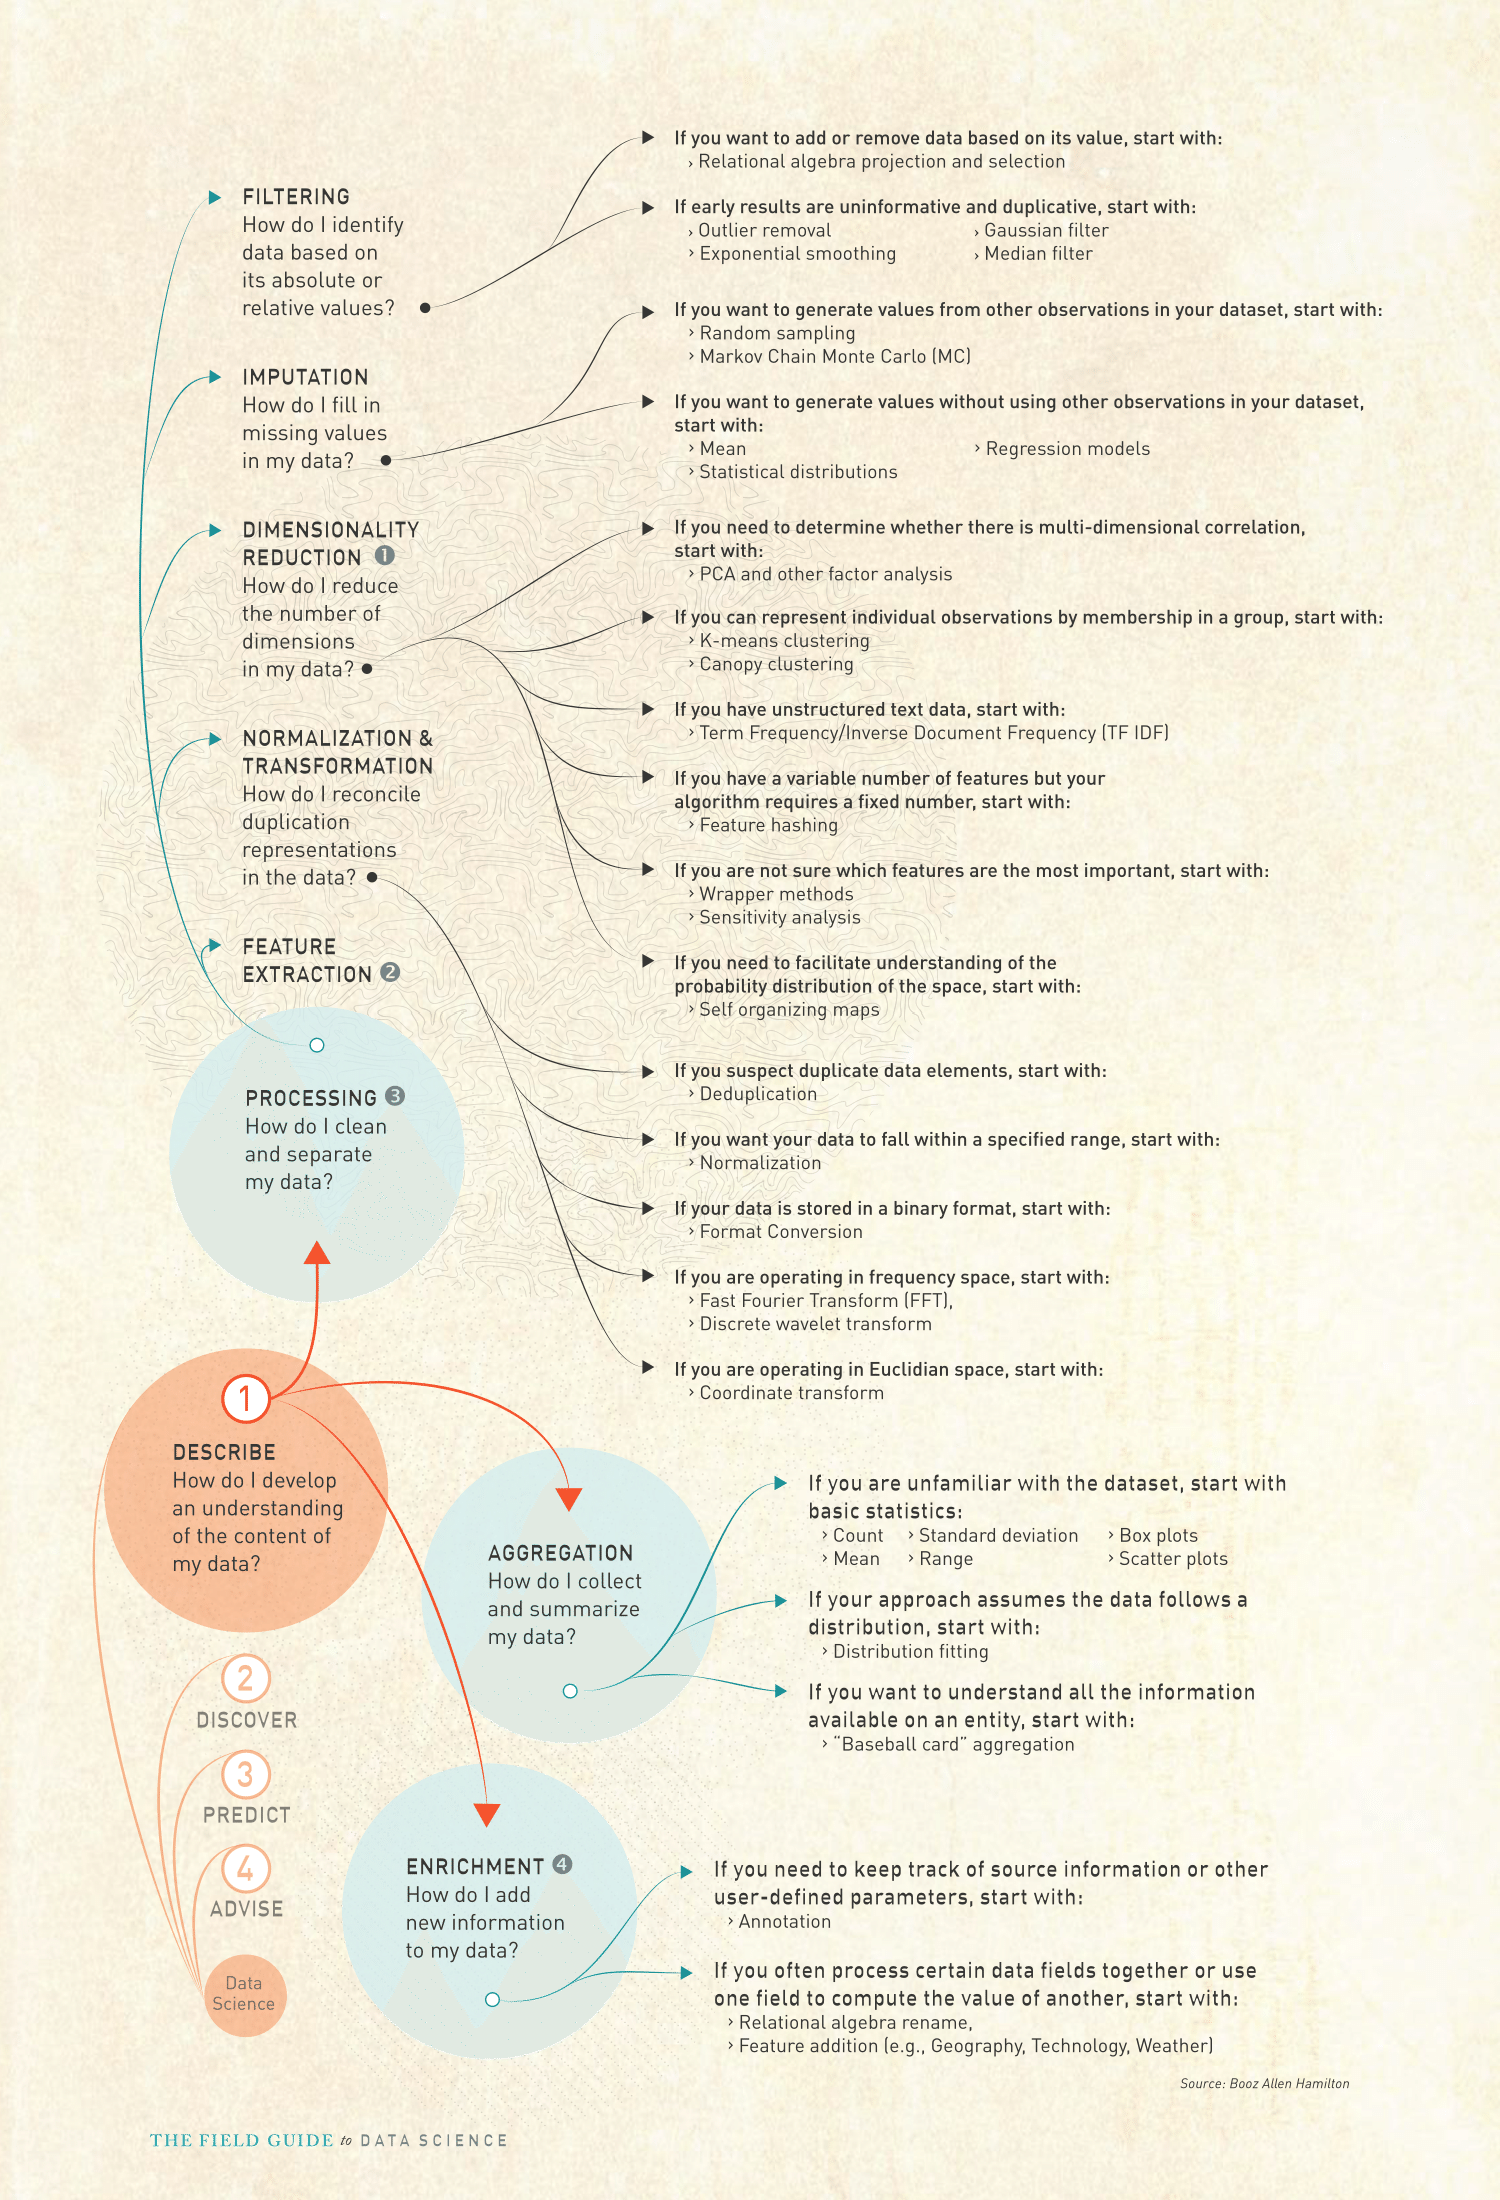 FILTERING
How do I identify
data based on
its absolute or
relative values?
If you want to add or remove data based on its value, start with:
› Relational algebra projection and selection
If early results are uninformative and duplicative, start with:
› Outlier removal › Gaussian filter
› Exponential smoothing › Median filter
IMPUTATION
How do I fill in
missing values
in my data?
If you want to generate values from other observations in your dataset, start with:
› Random sampling
› Markov Chain Monte Carlo (MC)
If you want to generate values without using other observations in your dataset,
start with:
› Mean › Regression models
› Statistical distributions
DIMENSIONALITY
REDUCTION 1
How do I reduce
the number of
dimensions
in my data?
If you need to determine whether there is multi-dimensional correlation,
start with:
› PCA and other factor analysis
If you can represent individual observations by membership in a group, start with:
› K-means clustering
› Canopy clustering
If you have unstructured text data, start with:
› Term Frequency/Inverse Document Frequency (TF IDF)
If you have a variable number of features but your
algorithm requires a fixed number, start with:
› Feature hashing
If you are not sure which features are the most important, start with:
› Wrapper methods
› Sensitivity analysis
If you need to facilitate understanding of the
probability distribution of the space, start with:
› Self organizing maps
NORMALIZATION &
TRANSFORMATION
How do I reconcile
duplication
representations
in the data?
If you suspect duplicate data elements, start with:
› Deduplication
If you want your data to fall within a specified range, start with:
› Normalization
If your data is stored in a binary format, start with:
› Format Conversion
If you are operating in frequency space, start with:
› Fast Fourier Transform (FFT),
› Discrete wavelet transform
If you are operating in Euclidian space, start with:
› Coordinate transform
FEATURE
EXTRACTION 2
PROCESSING 3
How do I clean
and separate
my data?
1
DESCRIBE
How do I develop
an understanding
of the content of
my data?
AGGREGATION
How do I collect
and summarize
my data?
If you are unfamiliar with the dataset, start with
basic statistics:
› Count › Standard deviation › Box plots
› Mean › Range › Scatter plots
If your approach assumes the data follows a
distribution, start with:
› Distribution fitting
If you want to understand all the information
available on an entity, start with:
› “Baseball card” aggregation
2
DISCOVER
3
PREDICT
4
ADVISE
Data
Science
ENRICHMENT 4
How do I add
new information
to my data?
If you need to keep track of source information or other
user-defined parameters, start with:
› Annotation
If you often process certain data fields together or use
one field to compute the value of another, start with:
› Relational algebra rename,
› Feature addition (e.g., Geography, Technology, Weather)
Source: Booz Allen Hamilton
THE FIELD GUIDE to DATA SCIENCE